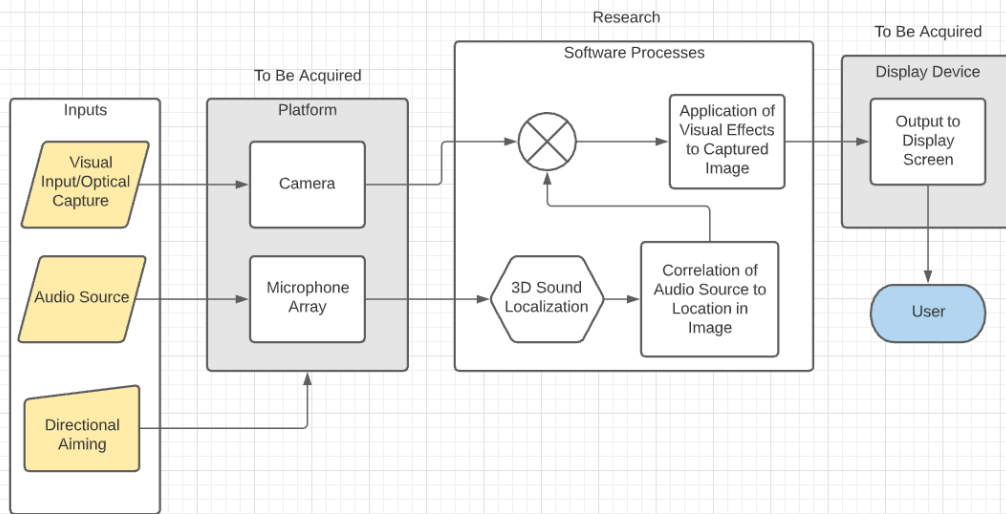 Research
To Be Acquired
To Be Acquired
Inputs
Platform
Software Processes
Display Device
Visual
Input/Optical
Capture
Camera
Application of
Visual Effects
to Captured
Image
Output to
Display
Screen
Audio Source
Microphone
Array
3D Sound
Localization
Correlation of
Audio Source to
Location in
Image
User
Directional
Aiming